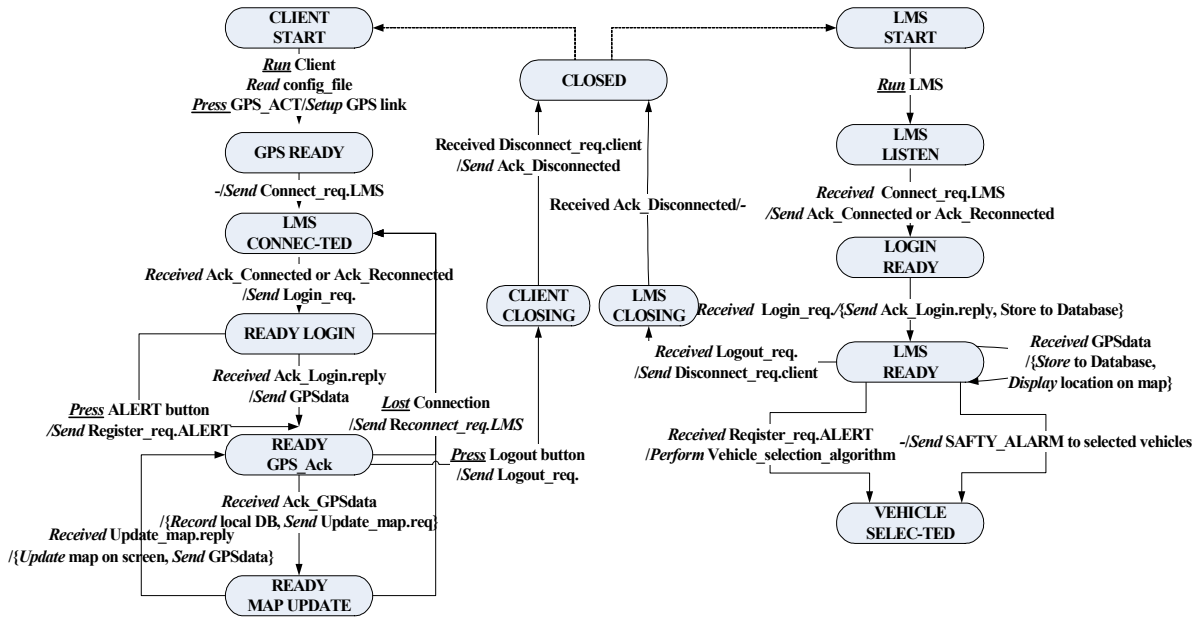 CLIENT
START
Run Client
Read config_file
Press GPS_ACT/Setup GPS link
GPS READY
-/Send Connect_req.LMS
LMS
CONNEC-TED
Received Ack_Connected or Ack_Reconnected
/Send Login_req.
READY LOGIN
Received Ack_Login.reply
/Send GPSdata
Press ALERT button
/Send Register_req.ALERT
Lost Connection
/Send Reconnect_req.LMS
READY
GPS_Ack
Received Ack_GPSdata
/{Record local DB, Send Update_map.req}
Received Update_map.reply
/{Update map on screen, Send GPSdata}
READY
MAP UPDATE
CLOSED
Received Disconnect_req.client
/Send Ack_Disconnected
Received Ack_Disconnected/-
CLIENT
CLOSING
LMS
CLOSING
Press Logout button
/Send Logout_req.
Received Logout_req.
/Send Disconnect_req.client
LMS
START
Run LMS
LMS
LISTEN
Received Connect_req.LMS
/Send Ack_Connected or Ack_Reconnected
LOGIN
READY
Received Login_req./{Send Ack_Login.reply, Store to Database}
LMS
READY
Received GPSdata
/{Store to Database,
Display location on map}
Received Reqister_req.ALERT
/Perform Vehicle_selection_algorithm
-/Send SAFTY_ALARM to selected vehicles
VEHICLE
SELEC-TED